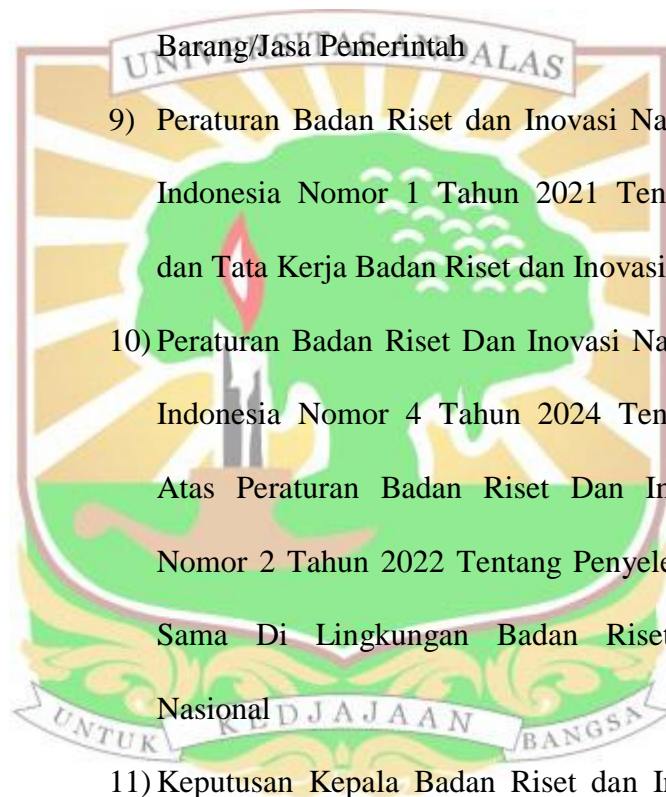 UNIVERSITAS ANDALAS
Barang/Jasa Pemerintah
9) Peraturan Badan Riset dan Inovasi Na
Indonesia Nomor 1 Tahun 2021 Ten
dan Tata Kerja Badan Riset dan Inovasi
10) Peraturan Badan Riset Dan Inovasi Na
Indonesia Nomor 4 Tahun 2024 Ten
Atas Peraturan Badan Riset Dan In
Nomor 2 Tahun 2022 Tentang Penyele
Sama Di Lingkungan Badan Riset
Nasional
UNTUK KEDJAJAAN BANGSA
11) Keputusan Kepala Badan Riset dan In